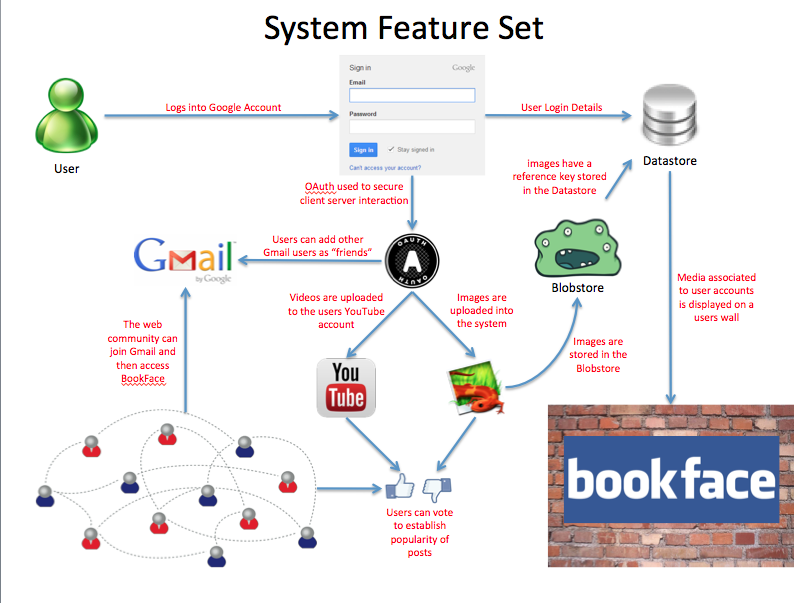 System Feature Set
Sign in
Google
Email
Password
Sign in
Stay signed in
Can't access your account?
Logs into Google Account
User Login Details
User
Datastore
OAuth used to secure
client server interaction
images have a
reference key stored
in the Datastore
Gmail
by Google
Users can add other
Gmail users as "friends"
OAUTH
A
OAUTH
Blobstore
Media associated
to user accounts
is displayed on a
users wall
Videos are uploaded
to the users YouTube
account
Images are
uploaded into
the system
The web
community can
join Gmail and
then access
BookFace
Images are
stored in the
Blobstore
You
Tube
bookface
Users can vote
to establish
popularity of
posts